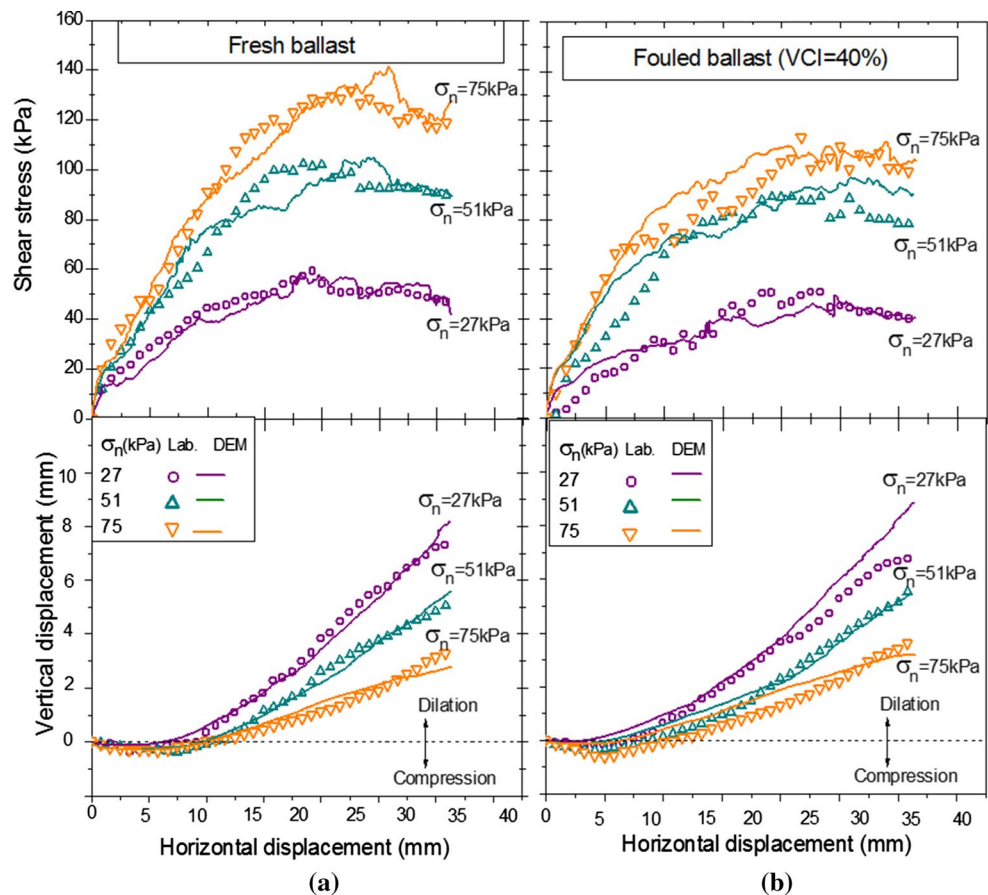 Fresh ballast
Shear stress (kPa)
160
140
120
100
80
60
40
20
0
σn=75kPa
σn=51kPa
σn=27kPa
σn(kPa) Lab. DEM
27
51
75
Vertical displacement (mm)
10
8
6
4
2
0
-2
σn=27kPa
σn=51kPa
σn=75kPa
Dilation
Compression
0 5 10 15 20 25 30 35 40
Horizontal displacement (mm)
(a)
Fouled ballast (VCI=40%)
σn=75kPa
σn=51kPa
σn=27kPa
σn(kPa) Lab. DEM
27
51
75
σn=27kPa
σn=51kPa
σn=75kPa
Dilation
Compression
0 5 10 15 20 25 30 35 40
Horizontal displacement (mm)
(b)